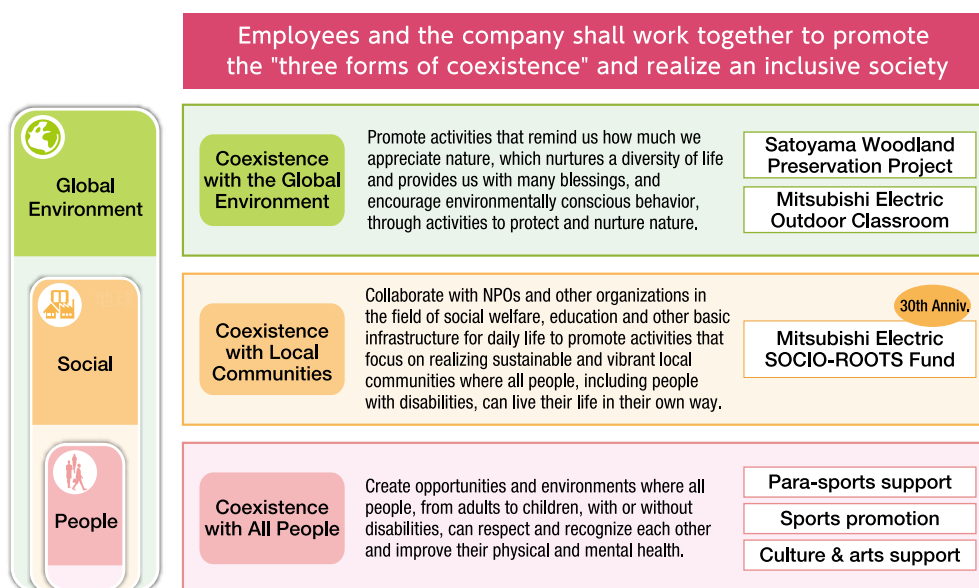 Employees and the company shall work together to promote
the "three forms of coexistence" and realize an inclusive society
Global
Environment
Coexistence
with the Global
Environment
Promote activities that remind us how much we
appreciate nature, which nurtures a diversity of life
and provides us with many blessings, and
encourage environmentally conscious behavior,
through activities to protect and nurture nature.
Satoyama Woodland
Preservation Project
Mitsubishi Electric
Outdoor Classroom
Social
Coexistence
with Local
Communities
Collaborate with NPOs and other organizations in
the field of social welfare, education and other basic
infrastructure for daily life to promote activities that
focus on realizing sustainable and vibrant local
communities where all people, including people
with disabilities, can live their life in their own way.
30th Anniv.
Mitsubishi Electric
SOCIO-ROOTS Fund
People
Coexistence
with All People
Create opportunities and environments where all
people, from adults to children, with or without
disabilities, can respect and recognize each other
and improve their physical and mental health.
Para-sports support
Sports promotion
Culture & arts support